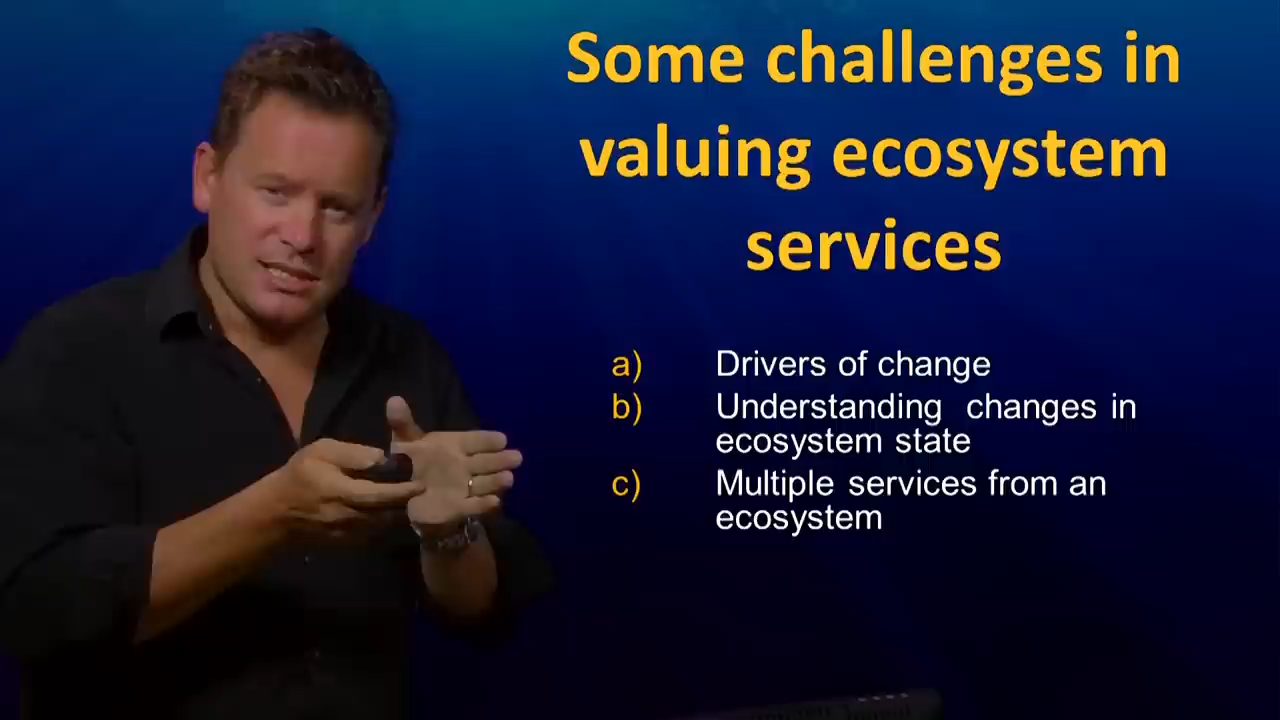 Some challenges in
valuing ecosystem
services
a) Drivers of change
b) Understanding changes in
ecosystem state
c) Multiple services from an
ecosystem